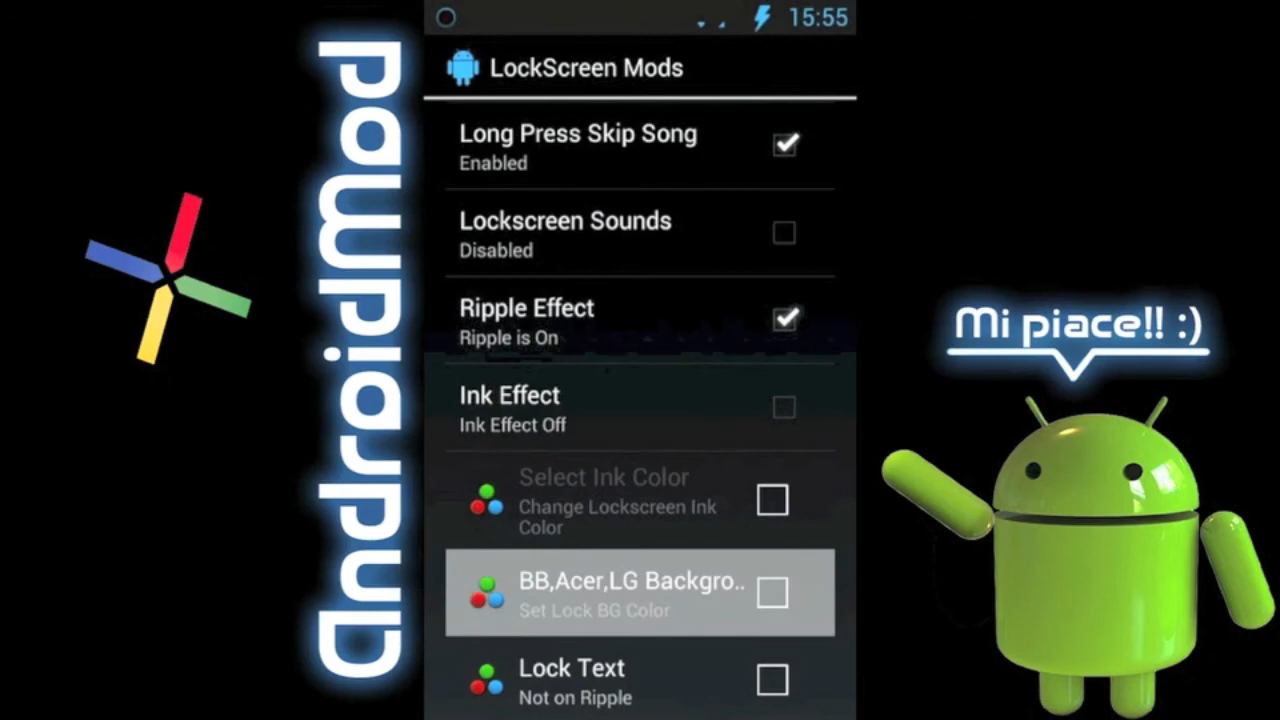 AndroidMod
15:55
LockScreen Mods
Long Press Skip Song
Enabled
Lockscreen Sounds
Disabled
Ripple Effect
Ripple is On
Ink Effect
Ink Effect Off
Select Ink Color
Change Lockscreen Ink
Color
BB,Acer,LG Backgro..
Set Lock BG Color
Lock Text
Not on Ripple
Mi piace!! :)